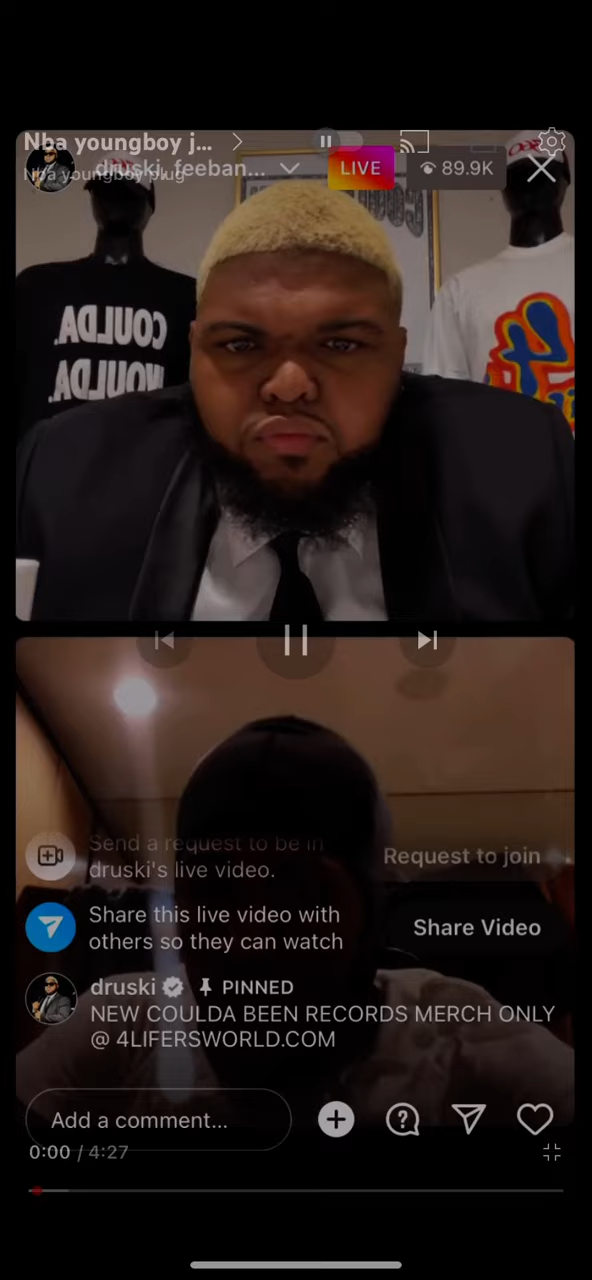 Nba youngboy j...
Nba youngboy plug
druski, feeban...
LIVE
89.9K
COULDA.
WOULDA.
Send a request to be in
druski's live video.
Request to join
Share this live video with
others so they can watch
Share Video
druski PINNED
NEW COULDA BEEN RECORDS MERCH ONLY
@ 4LIFERSWORLD.COM
Add a comment...
0:00 / 4:27